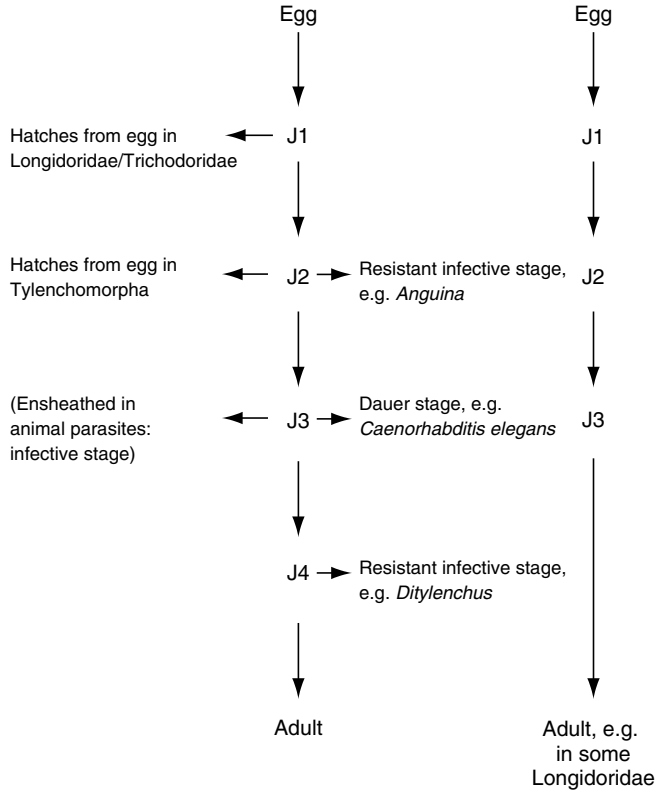 Egg
Egg
Hatches from egg in
Longidoridae/Trichodoridae
J1
J1
Hatches from egg in
Tylenchomorpha
J2
Resistant infective stage,
e.g. Anguina
J2
(Ensheathed in
animal parasites:
infective stage)
J3
Dauer stage, e.g.
Caenorhabditis elegans
J3
J4
Resistant infective stage,
e.g. Ditylenchus
Adult
Adult, e.g.
in some
Longidoridae